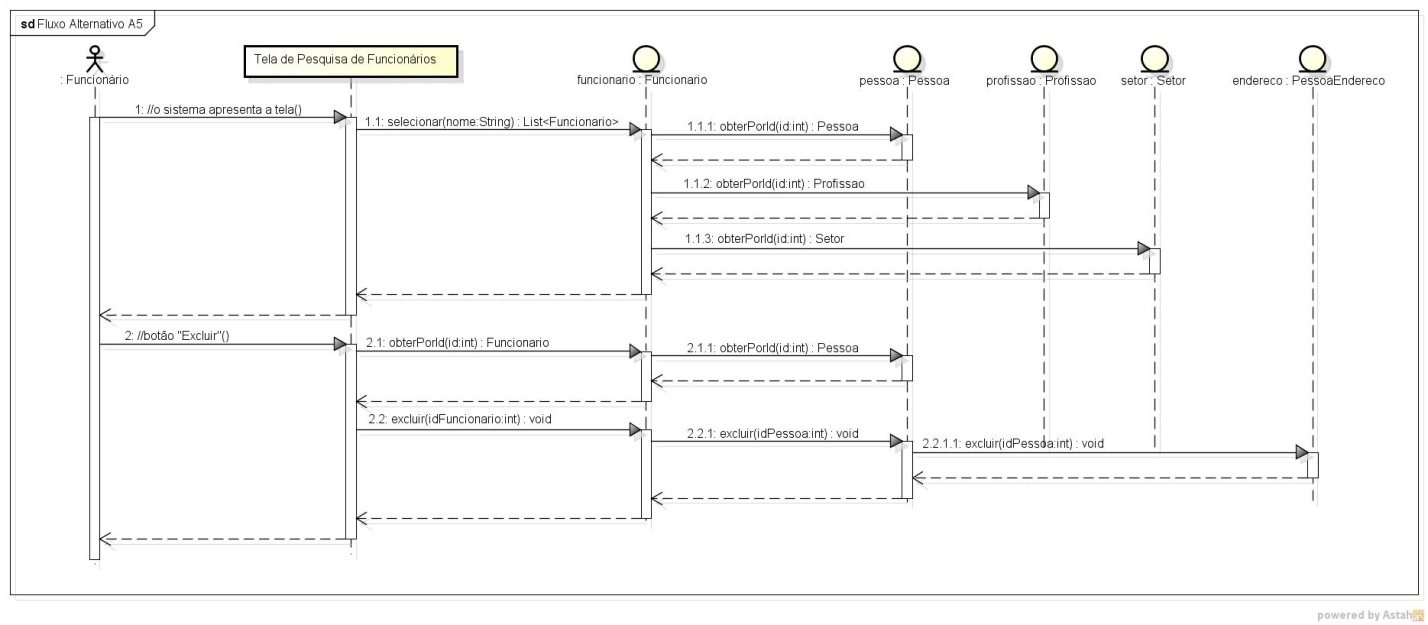 sd Fluxo Alternativo A5
: Funcionário
Tela de Pesquisa de Funcionários
funcionario : Funcionario
pessoa : Pessoa
profissao : Profissao
setor : Setor
endereco : PessoaEndereco
1: //o sistema apresenta a tela()
1.1: selecionar(nome:String) : List<Funcionario>
1.1.1: obterPorId(id:int) : Pessoa
1.1.2: obterPorId(id:int) : Profissao
1.1.3: obterPorId(id:int) : Setor
2: //botão "Excluir"()
2.1: obterPorId(id:int) : Funcionario
2.1.1: obterPorId(id:int) : Pessoa
2.2: excluir(idFuncionario:int) : void
2.2.1: excluir(idPessoa:int) : void
2.2.1.1: excluir(idPessoa:int) : void
powered by Astah